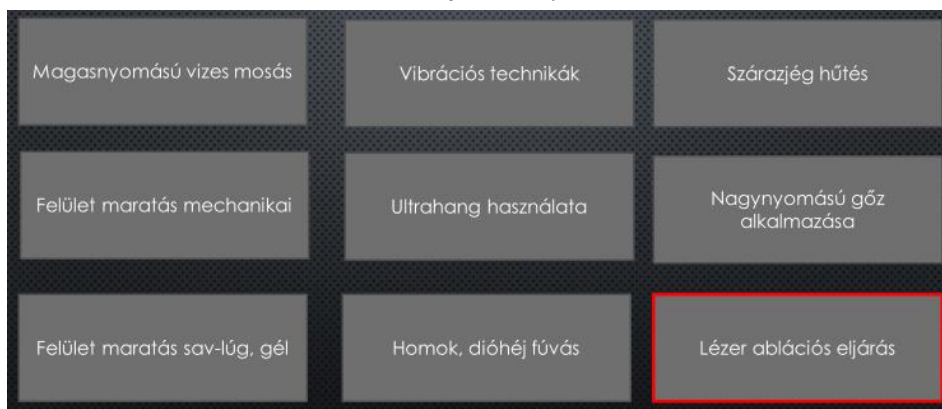 Magasnyomású vizes mosás
Vibrációs technikák
Szárazjég hűtés
Felület maratás mechanikai
Ultrahang használata
Nagynyomású gőz
alkalmazása
Felület maratás sav-lúg, gél
Homok, dióhéj fúvás
Lézer ablációs eljárás